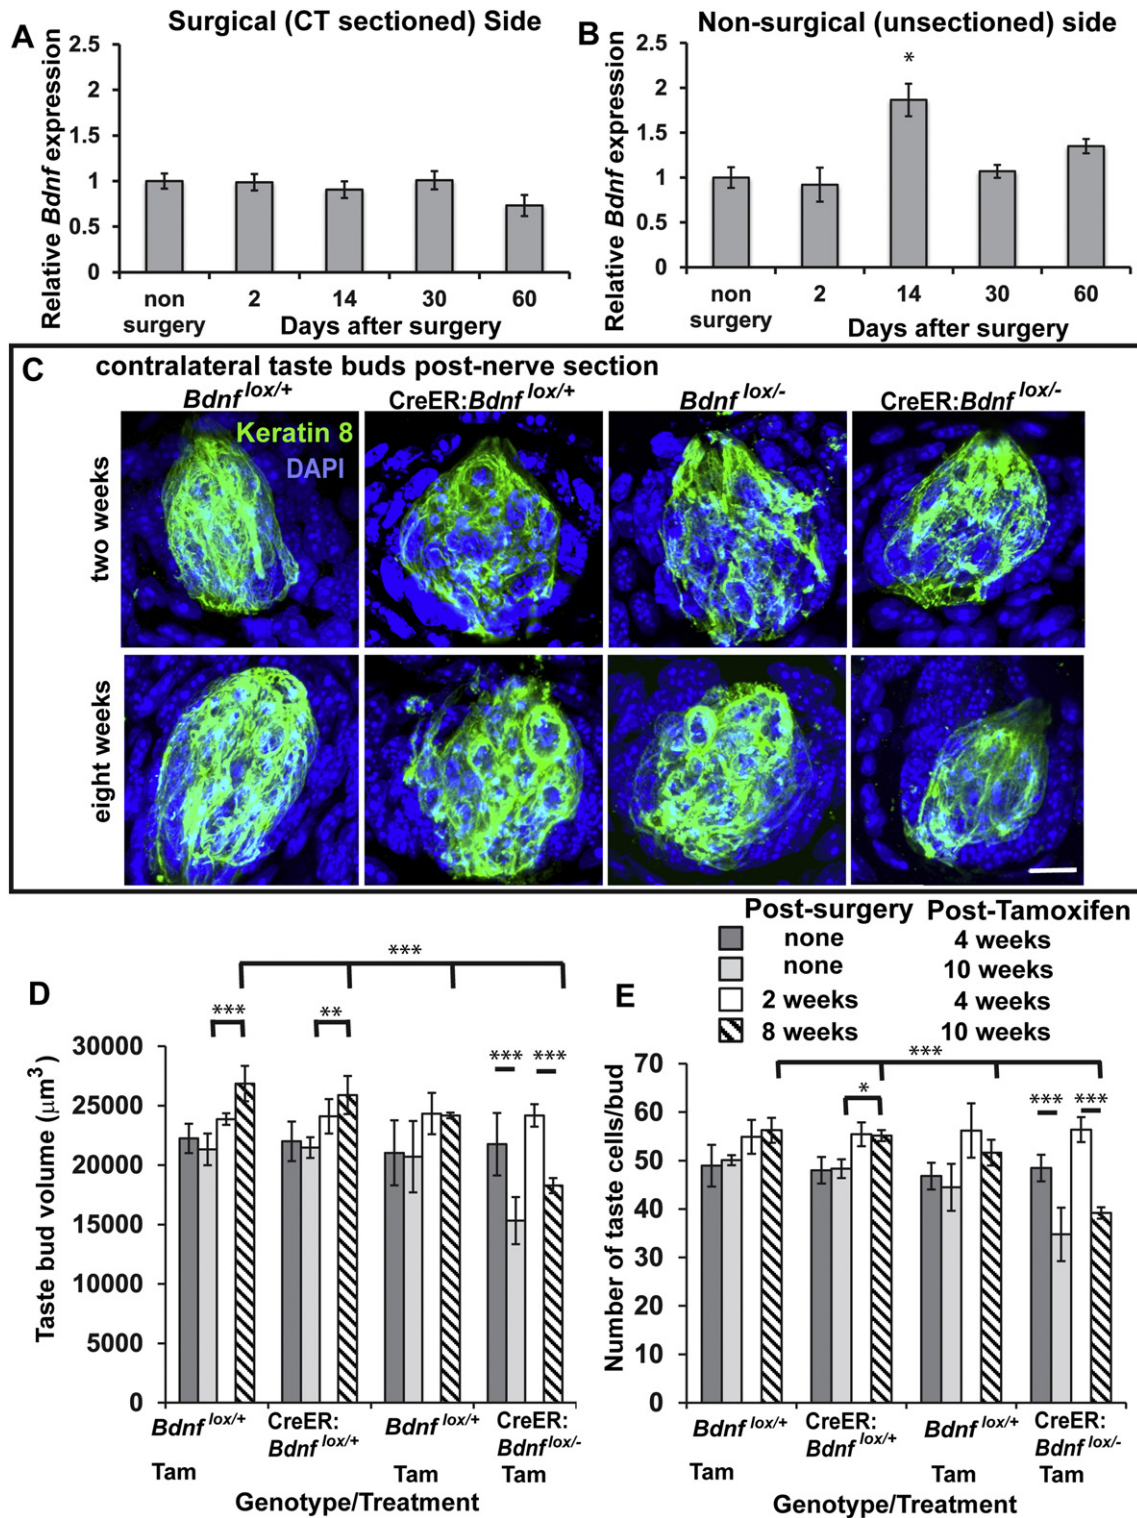 A
Surgical (CT sectioned) Side
Relative Bdnf expression
2.5
2
1.5
1
0.5
0
non surgery
2
14
30
60
Days after surgery
B
Non-surgical (unsectioned) side
Relative Bdnf expression
2.5
2
1.5
1
0.5
0
*
non surgery
2
14
30
60
Days after surgery
C
contralateral taste buds post-nerve section
Bdnf lox/+
CreER:Bdnf lox/+
Bdnf lox/-
CreER:Bdnf lox/-
Keratin 8
DAPI
two weeks
eight weeks
Post-surgery Post-Tamoxifen
none 4 weeks
none 10 weeks
2 weeks 4 weeks
8 weeks 10 weeks
D
***
***
**
***
***
Taste bud volume (μm3)
30000
25000
20000
15000
10000
5000
0
Bdnf lox/+
CreER:
Bdnf lox/+
Bdnf lox/+
CreER:
Bdnf lox/-
Tam
Tam
Tam
Genotype/Treatment
E
***
*
***
***
Number of taste cells/bud
70
60
50
40
30
20
10
0
Bdnf lox/+
CreER:
Bdnf lox/+
Bdnf lox/+
CreER:
Bdnf lox/-
Tam
Tam
Tam
Genotype/Treatment